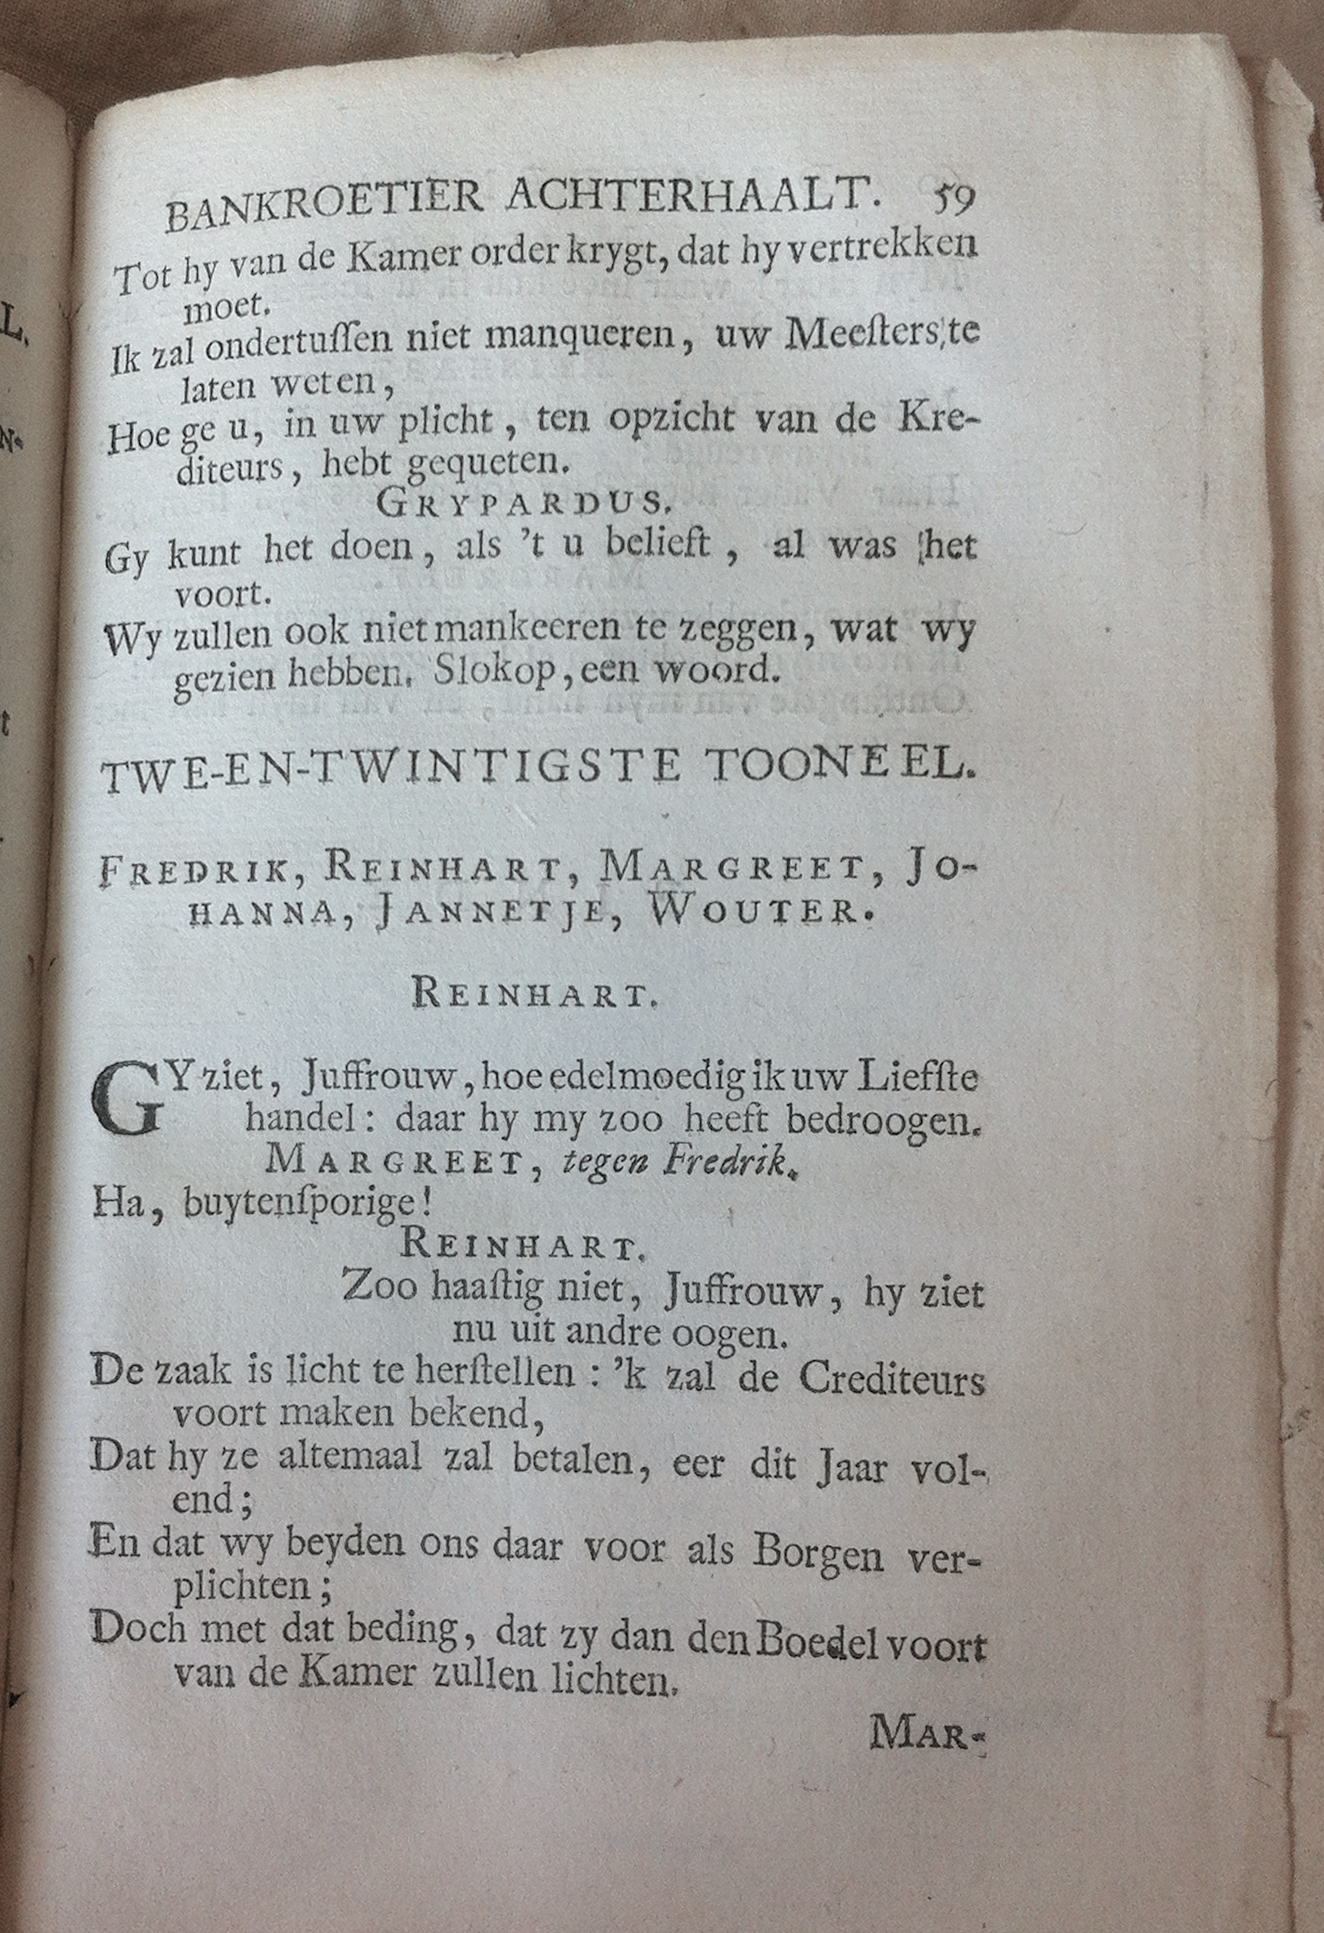 BANKROETIER ACHTERHAALT. 59
Tot hy van de Kamer order krygt, dat hy vertrekken
moet.
Ik zal ondertuſſen niet manqueren, uw Meeſters te
laten weten,
Hoe ge u, in uw plicht, ten opzicht van de Kre-
diteurs, hebt gequeten.
GRYPARDUS.
Gy kunt het doen, als 't u belieft, al was het
voort.
Wy zullen ook niet mankeeren te zeggen, wat wy
gezien hebben. Slokop, een woord.
TWE-EN-TWINTIGSTE TOONEEL.
FREDRIK, REINHART, MARGREET, JO-
HANNA, JANNETJE, WOUTER.
REINHART.
GY ziet, Juffrouw, hoe edelmoedig ik uw Liefſte
handel: daar hy my zoo heeft bedroogen.
MARGREET, tegen Fredrik.
Ha, buytenſporige!
REINHART.
Zoo haaſtig niet, Juffrouw, hy ziet
nu uit andre oogen.
De zaak is licht te herſtellen: 'k zal de Crediteurs
voort maken bekend,
Dat hy ze altemaal zal betalen, eer dit Jaar vol-
end;
En dat wy beyden ons daar voor als Borgen ver-
plichten;
Doch met dat beding, dat zy dan den Boedel voort
van de Kamer zullen lichten.
MAR-